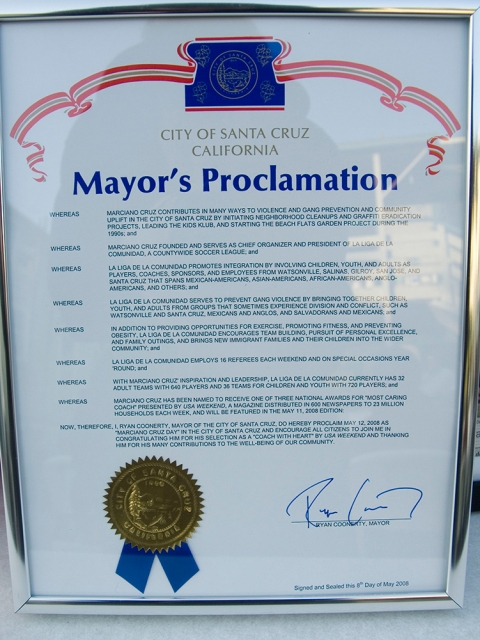 CITY OF SANTA CRUZ
CALIFORNIA
Mayor's Proclamation
WHEREAS MARCIANO CRUZ CONTRIBUTES IN MANY WAYS TO VIOLENCE AND GANG PREVENTION AND COMMUNITY
UPLIFT IN THE CITY OF SANTA CRUZ BY INITIATING NEIGHBORHOOD CLEANUPS AND GRAFFITI ERADICATION
PROJECTS, LEADING THE KIDS KLUB, AND STARTING THE BEACH FLATS GARDEN PROJECT DURING THE
1990s; and
WHEREAS MARCIANO CRUZ FOUNDED AND SERVES AS CHIEF ORGANIZER AND PRESIDENT OF LA LIGA DE LA
COMUNIDAD, A COUNTYWIDE SOCCER LEAGUE; and
WHEREAS LA LIGA DE LA COMUNIDAD PROMOTES INTEGRATION BY INVOLVING CHILDREN, YOUTH, AND ADULTS AS
PLAYERS, COACHES, SPONSORS, AND EMPLOYEES FROM WATSONVILLE, SALINAS, GILROY, SAN JOSE, AND
SANTA CRUZ THAT SPANS MEXICAN-AMERICANS, ASIAN-AMERICANS, AFRICAN-AMERICANS, ANGLO-
AMERICANS, AND OTHERS; and
WHEREAS LA LIGA DE LA COMUNIDAD SERVES TO PREVENT GANG VIOLENCE BY BRINGING TOGETHER CHILDREN,
YOUTH, AND ADULTS FROM GROUPS THAT SOMETIMES EXPERIENCE DIVISION AND CONFLICT, SUCH AS
WATSONVILLE AND SANTA CRUZ, MEXICANS AND ANGLOS, AND SALVADORANS AND MEXICANS; and
WHEREAS IN ADDITION TO PROVIDING OPPORTUNITIES FOR EXERCISE, PROMOTING FITNESS, AND PREVENTING
OBESITY, LA LIGA DE LA COMUNIDAD ENCOURAGES TEAM BUILDING, PURSUIT OF PERSONAL EXCELLENCE,
AND FAMILY OUTINGS, AND BRINGS NEW IMMIGRANT FAMILIES AND THEIR CHILDREN INTO THE WIDER
COMMUNITY; and
WHEREAS LA LIGA DE LA COMUNIDAD EMPLOYS 16 REFEREES EACH WEEKEND AND ON SPECIAL OCCASIONS YEAR
'ROUND; and
WHEREAS WITH MARCIANO CRUZ' INSPIRATION AND LEADERSHIP, LA LIGA DE COMUNIDAD CURRENTLY HAS 32
ADULT TEAMS WITH 640 PLAYERS AND 36 TEAMS FOR CHILDREN AND YOUTH WITH 720 PLAYERS; and
WHEREAS MARCIANO CRUZ HAS BEEN NAMED TO RECEIVE ONE OF THREE NATIONAL AWARDS FOR "MOST CARING
COACH" PRESENTED BY USA WEEKEND, A MAGAZINE DISTRIBUTED IN 600 NEWSPAPERS TO 23 MILLION
HOUSEHOLDS EACH WEEK, AND WILL BE FEATURED IN THE MAY 11, 2008 EDITION:
NOW, THEREFORE, I, RYAN COONERTY, MAYOR OF THE CITY OF SANTA CRUZ, DO HEREBY PROCLAIM MAY 12, 2008 AS
"MARCIANO CRUZ DAY" IN THE CITY OF SANTA CRUZ AND ENCOURAGE ALL CITIZENS TO JOIN ME IN
CONGRATULATING HIM FOR HIS SELECTION AS A "COACH WITH HEART" BY USA WEEKEND AND THANKING
HIM FOR HIS MANY CONTRIBUTIONS TO THE WELL-BEING OF OUR COMMUNITY.
CITY OF SANTA CRUZ
CALIFORNIA
RYAN COONERTY, MAYOR
Signed and Sealed this 8th Day of May 2008